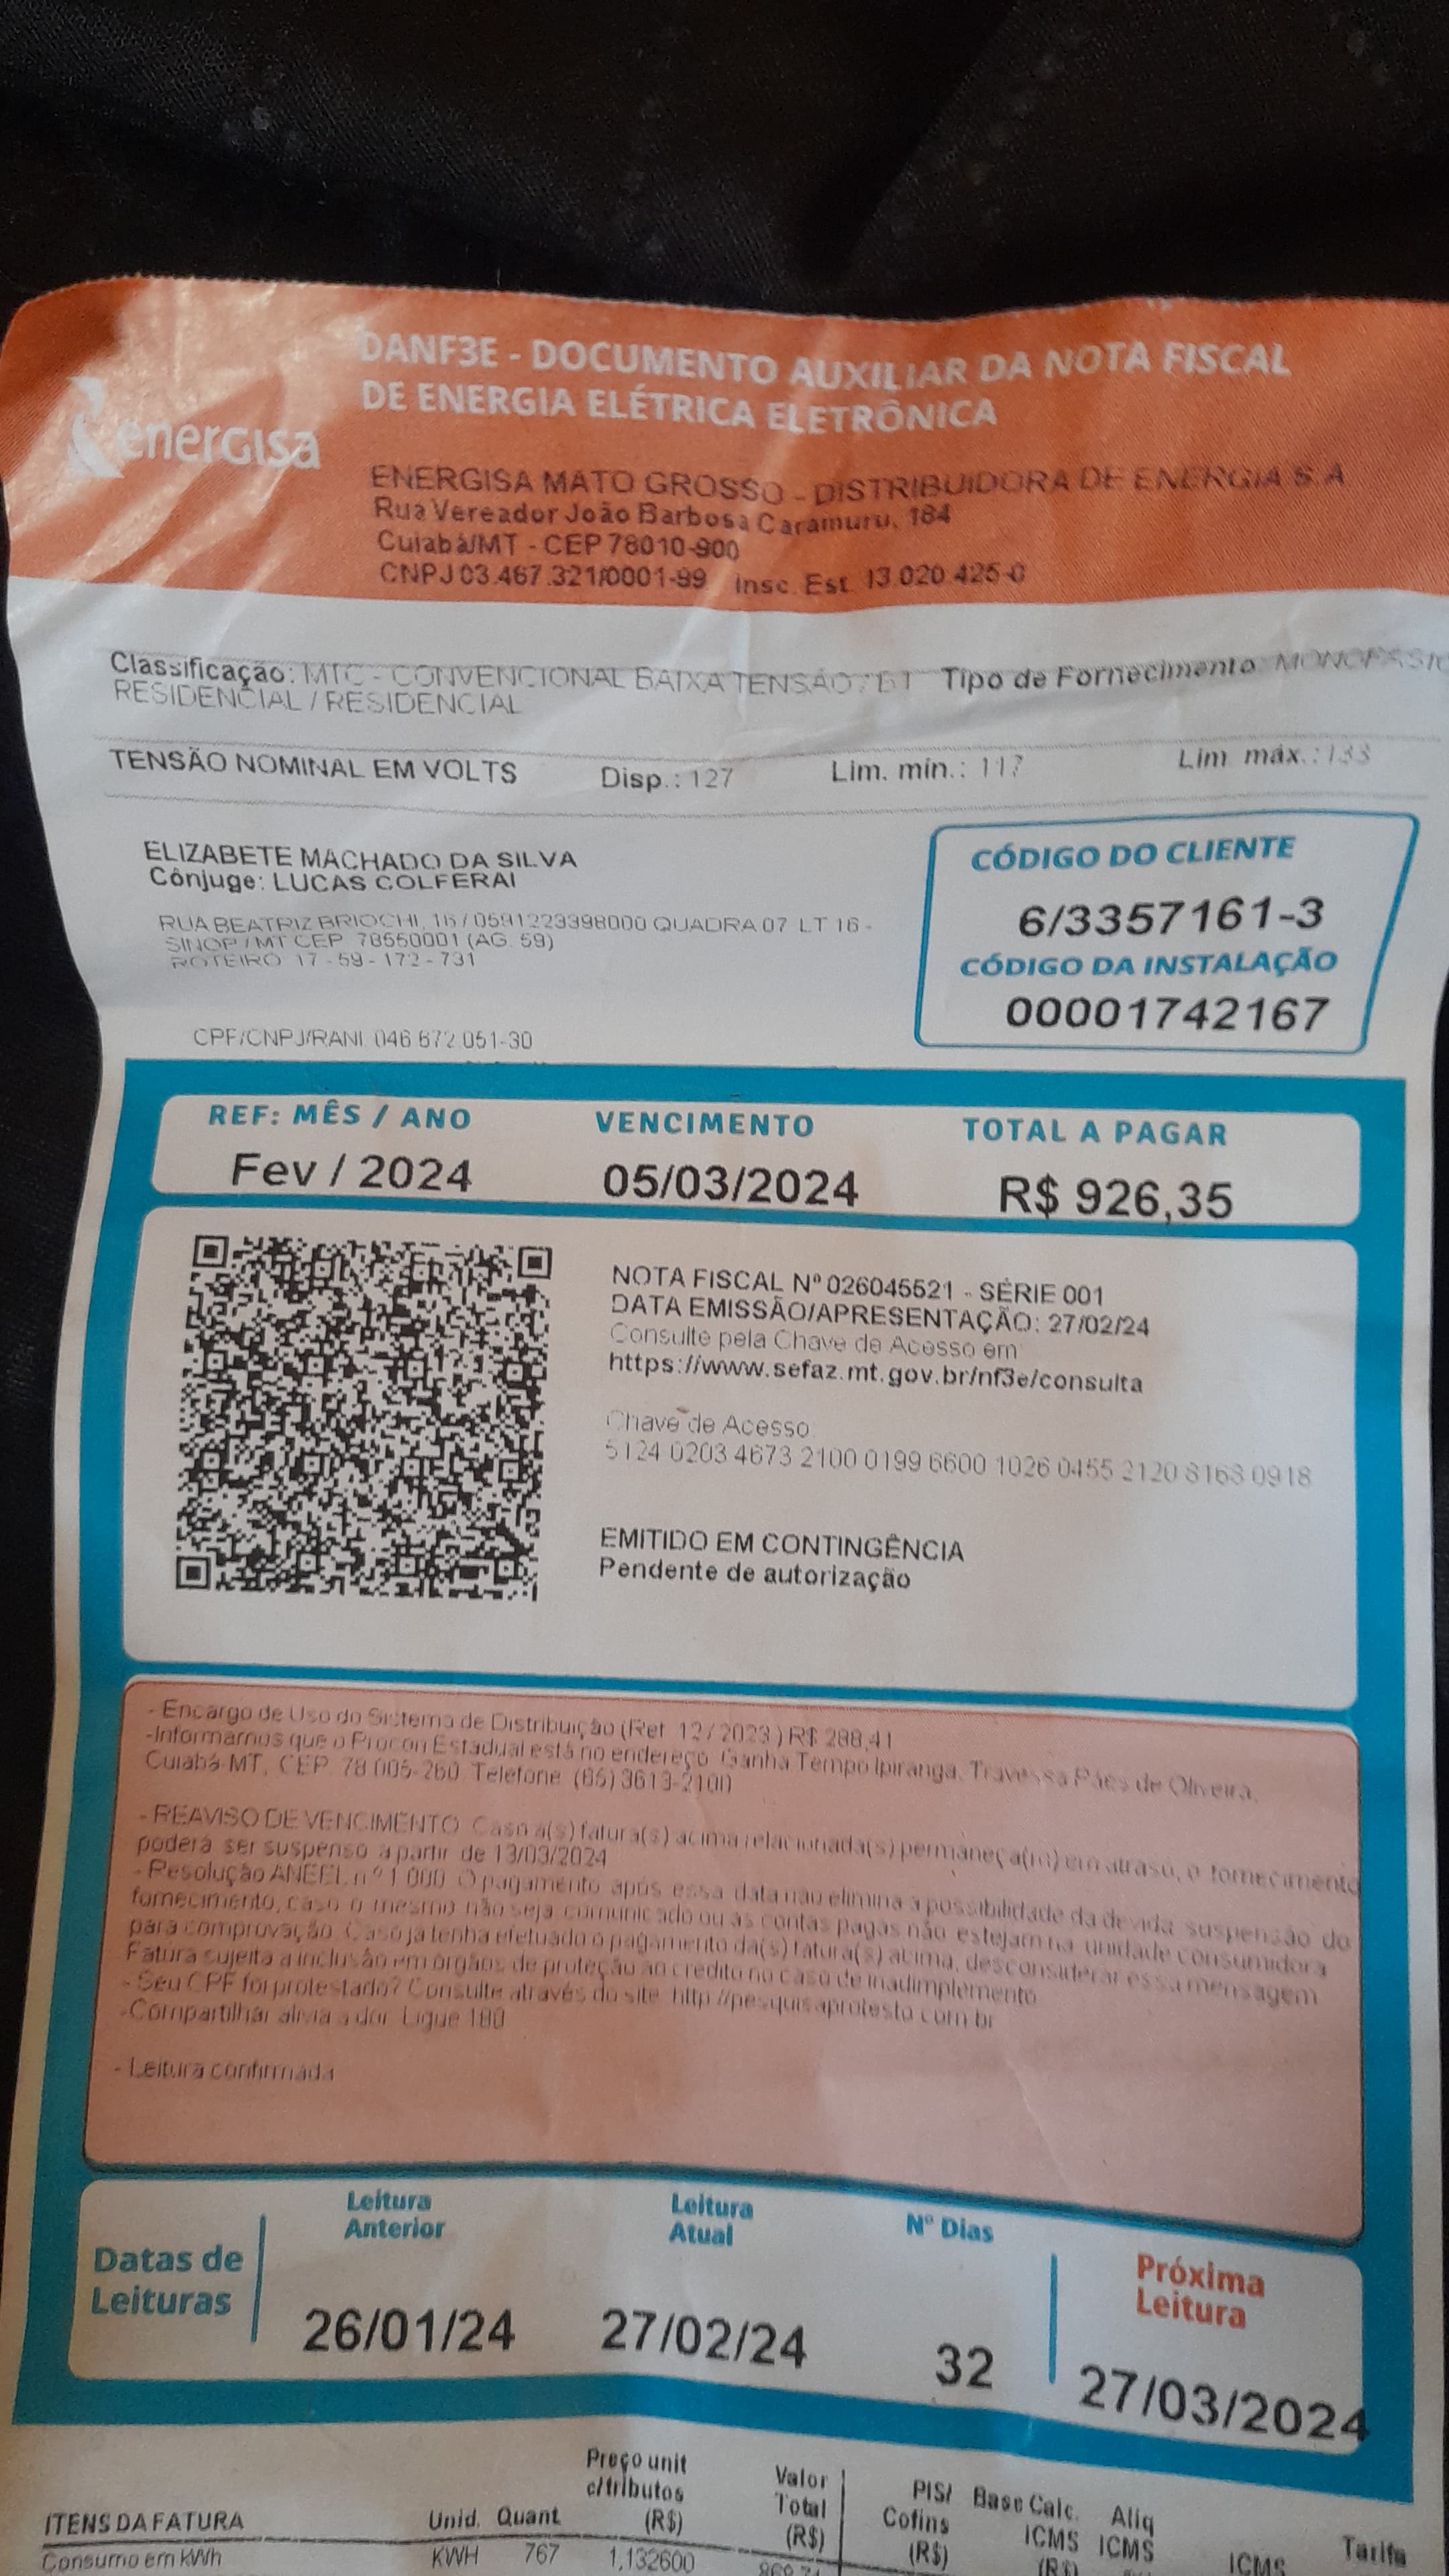 DANF3E - DOCUMENTO AUXILIAR DA NOTA FISCAL
DE ENERGIA ELÉTRICA ELETRÔNICA
energisa
ENERGISA MATO GROSSO - DISTRIBUIDORA DE ENERGIA S.A
Rua Vereador João Barbosa Caramuru, 184
Cuiabá/MT - CEP 78010-900
CNPJ 03.467.321/0001-99 Insc. Est. 13.020.425-0
Classificação: MTC - CONVENCIONAL BAIXA TENSÃO / B1 Tipo de Fornecimento: MONOFÁSIC
RESIDENCIAL / RESIDENCIAL
TENSÃO NOMINAL EM VOLTS Disp.: 127 Lim. min.: 117 Lim. máx.: 133
ELIZABETE MACHADO DA SILVA
Cônjuge: LUCAS COLFERAI
RUA BEATRIZ BRIOCHI, 16 / 0591223398000 QUADRA 07 LT 16 -
SINOP / MT CEP: 78550001 (AG. 59)
ROTEIRO: 17 - 59 - 172 - 731
CPF/CNPJ/RANI: 046.672.051-30
CÓDIGO DO CLIENTE
6/3357161-3
CÓDIGO DA INSTALAÇÃO
00001742167
REF: MÊS / ANO VENCIMENTO TOTAL A PAGAR
Fev / 2024 05/03/2024 R$ 926,35
NOTA FISCAL Nº 026045521 - SÉRIE 001
DATA EMISSÃO/APRESENTAÇÃO: 27/02/24
Consulte pela Chave de Acesso em
https://www.sefaz.mt.gov.br/nf3e/consulta
Chave de Acesso
5124 0203 4673 2100 0199 6600 1026 0455 2120 8168 0918
EMITIDO EM CONTINGÊNCIA
Pendente de autorização
- Encargo de Uso do Sistema de Distribuição (Ref. 12 / 2023 ) R$ 288,41
-Informamos que o Procon Estadual está no endereço: Ganha Tempo Ipiranga, Travessa Paes de Oliveira,
Cuiabá-MT, CEP: 78.005-260. Telefone: (65) 3613-2100
- REAVISO DE VENCIMENTO: Caso a(s) fatura(s) acima relacionada(s) permaneça(m) em atraso, o fornecimento
poderá ser suspenso a partir de 13/03/2024
- Resolução ANEEL nº 1.000. O pagamento após essa data não elimina a possibilidade da devida suspensão do
fornecimento, caso o mesmo não seja comunicado ou as contas pagas não estejam na unidade consumidora
para comprovação. Caso já tenha efetuado o pagamento da(s) fatura(s) acima, desconsiderar essa mensagem
Fatura sujeita a inclusão em órgãos de proteção ao crédito no caso de inadimplemento
- Seu CPF foi protestado? Consulte através do site: http://pesquisaprotesto.com.br
-Compartilhar alivia a dor. Ligue 180
- Leitura confirmada
Datas de Leituras
Leitura Anterior Leitura Atual Nº Dias Próxima Leitura
26/01/24 27/02/24 32 27/03/2024
ITENS DA FATURA Unid. Quant. Preço unit c/tributos (R$) Valor Total (R$) PIS/ Cofins (R$) Base Calc. ICMS (R$) Aliq ICMS ICMS Tarifa
Consumo em kWh KWH 767 1,132600